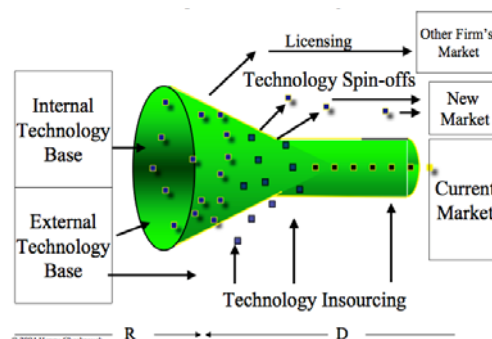 Licensing
Other Firm's
Market
Technology Spin-offs
New
Market
Internal
Technology
Base
Current
Market
External
Technology
Base
Technology Insourcing
R
D